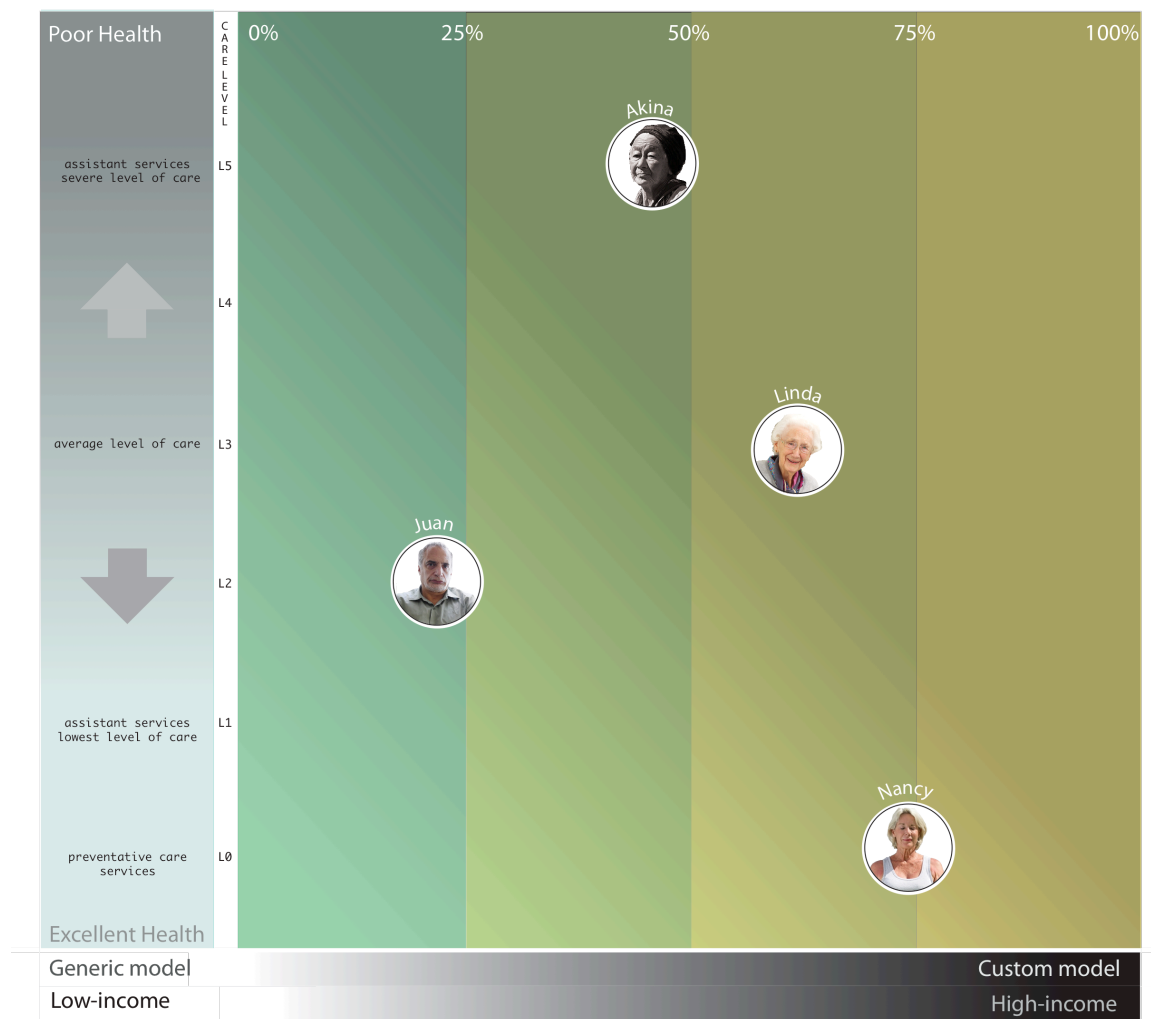 Poor Health
CARE LEVEL
0%
25%
50%
75%
100%
Akina
assistant services
severe level of care
L5
L4
Linda
average level of care
L3
Juan
L2
assistant services
lowest level of care
L1
Nancy
preventative care
services
L0
Excellent Health
Generic model
Custom model
Low-income
High-income